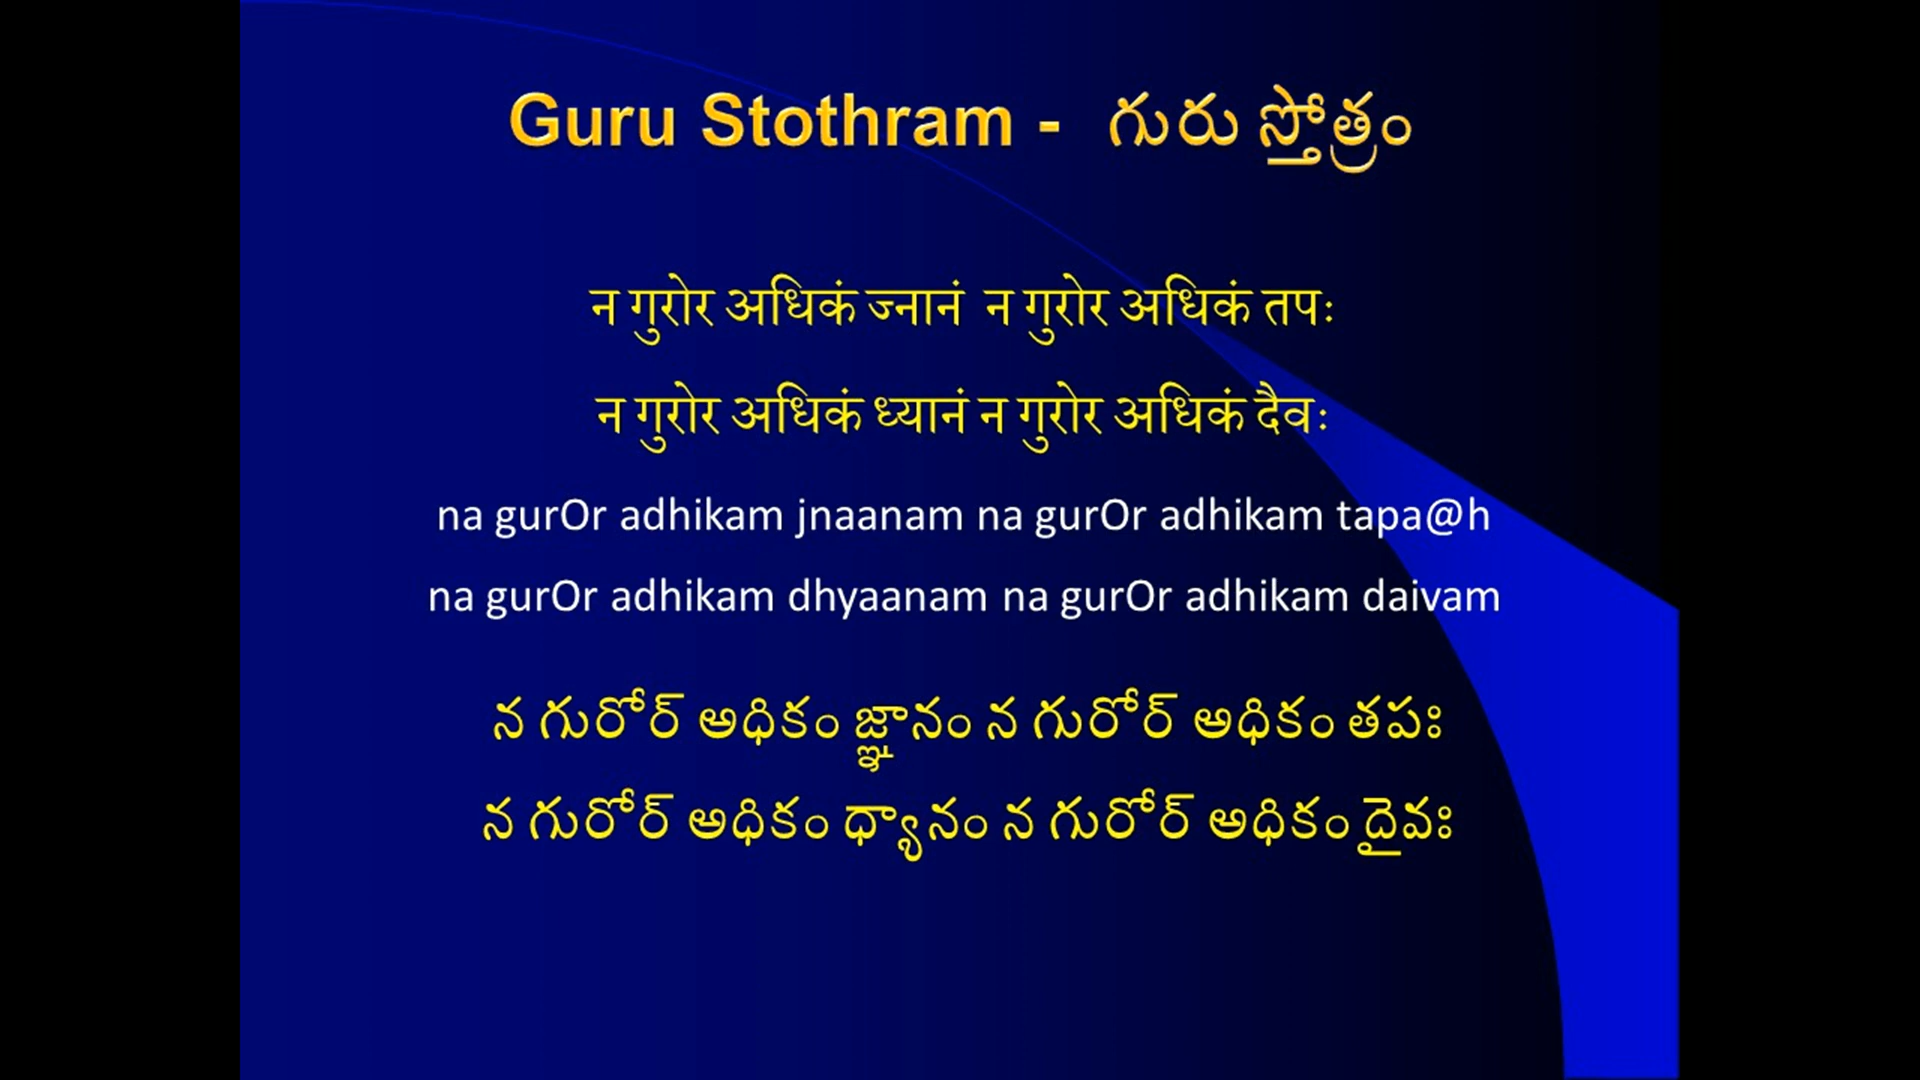 Guru Stothram - గురు స్తోత్రం
न गुरोर अधिकं ज्नानं न गुरोर अधिकं तपः
न गुरोर अधिकं ध्यानं न गुरोर अधिकं दैवः
na gurOr adhikam jnaanam na gurOr adhikam tapa@h
na gurOr adhikam dhyaanam na gurOr adhikam daivam
న గురోర్ అధికం జ్ఞానం న గురోర్ అధికం తపః
న గురోర్ అధికం ధ్యానం న గురోర్ అధికం దైవః